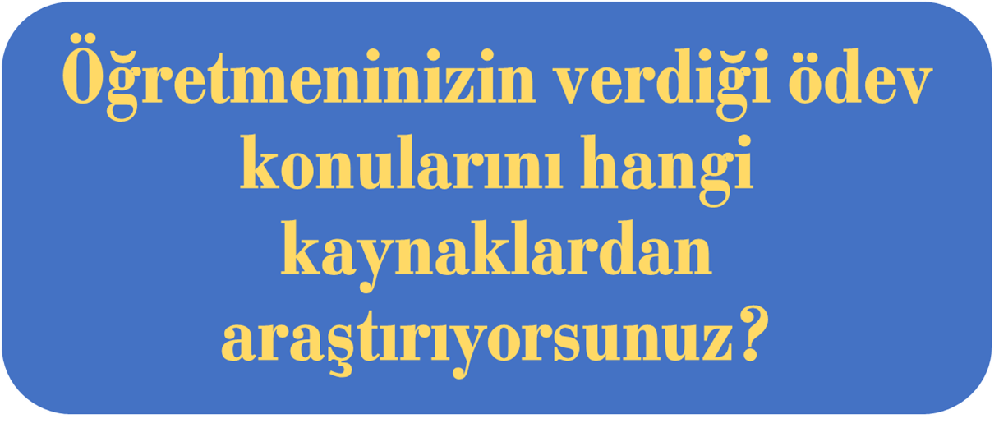 Öğretmeninizin verdiği ödev
konularını hangi
kaynaklardan
araştırıyorsunuz?